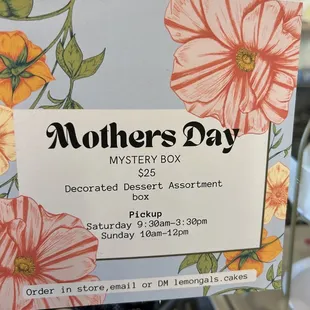 Mothers Day
MYSTERY BOX
$25
Decorated Dessert Assortment
box
Pickup
Saturday 9:30am-3:30pm
Sunday 10am-12pm
Order in store,email or DM lemongals.cakes